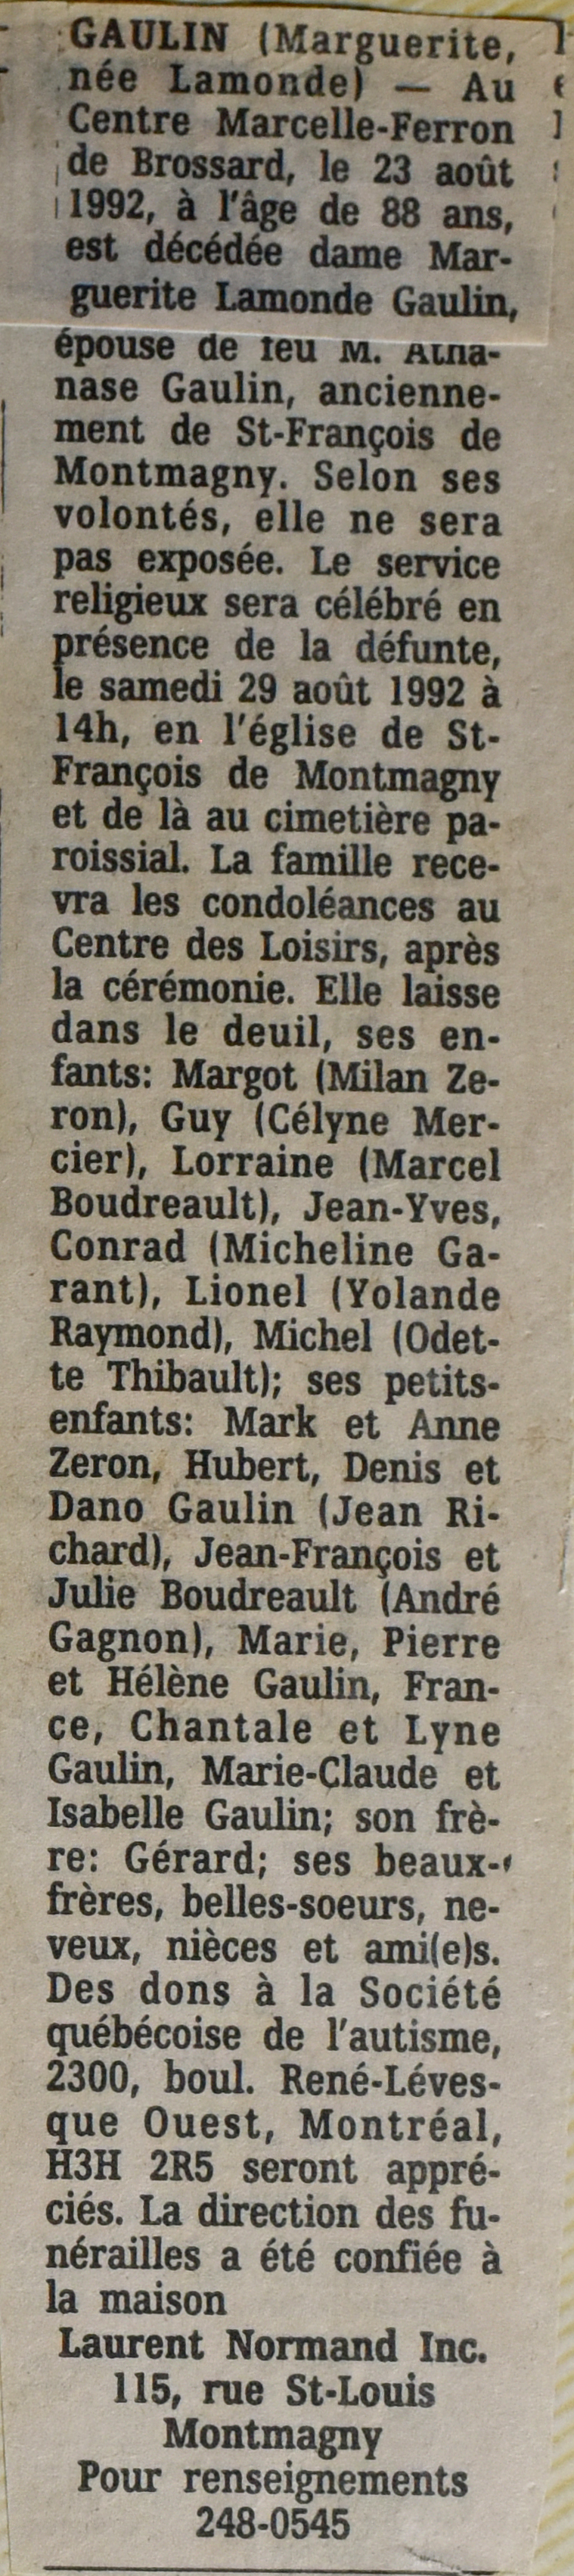 GAULIN (Marguerite,
née Lamonde) — Au
Centre Marcelle-Ferron
de Brossard, le 23 août
1992, à l'âge de 88 ans,
est décédée dame Mar-
guerite Lamonde Gaulin,
épouse de feu M. Atha-
nase Gaulin, ancienne-
ment de St-François de
Montmagny. Selon ses
volontés, elle ne sera
pas exposée. Le service
religieux sera célébré en
présence de la défunte,
le samedi 29 août 1992 à
14h, en l'église de St-
François de Montmagny
et de là au cimetière pa-
roissial. La famille rece-
vra les condoléances au
Centre des Loisirs, après
la cérémonie. Elle laisse
dans le deuil, ses en-
fants: Margot (Milan Ze-
ron), Guy (Célyne Mer-
cier), Lorraine (Marcel
Boudreault), Jean-Yves,
Conrad (Micheline Ga-
rant), Lionel (Yolande
Raymond), Michel (Odet-
te Thibault); ses petits-
enfants: Mark et Anne
Zeron, Hubert, Denis et
Dano Gaulin (Jean Ri-
chard), Jean-François et
Julie Boudreault (André
Gagnon), Marie, Pierre
et Hélène Gaulin, Fran-
ce, Chantale et Lyne
Gaulin, Marie-Claude et
Isabelle Gaulin; son frè-
re: Gérard; ses beaux-
frères, belles-soeurs, ne-
veux, nièces et ami(e)s.
Des dons à la Société
québécoise de l'autisme,
2300, boul. René-Léves-
que Ouest, Montréal,
H3H 2R5 seront appré-
ciés. La direction des fu-
nérailles a été confiée à
la maison
Laurent Normand Inc.
115, rue St-Louis
Montmagny
Pour renseignements
248-0545